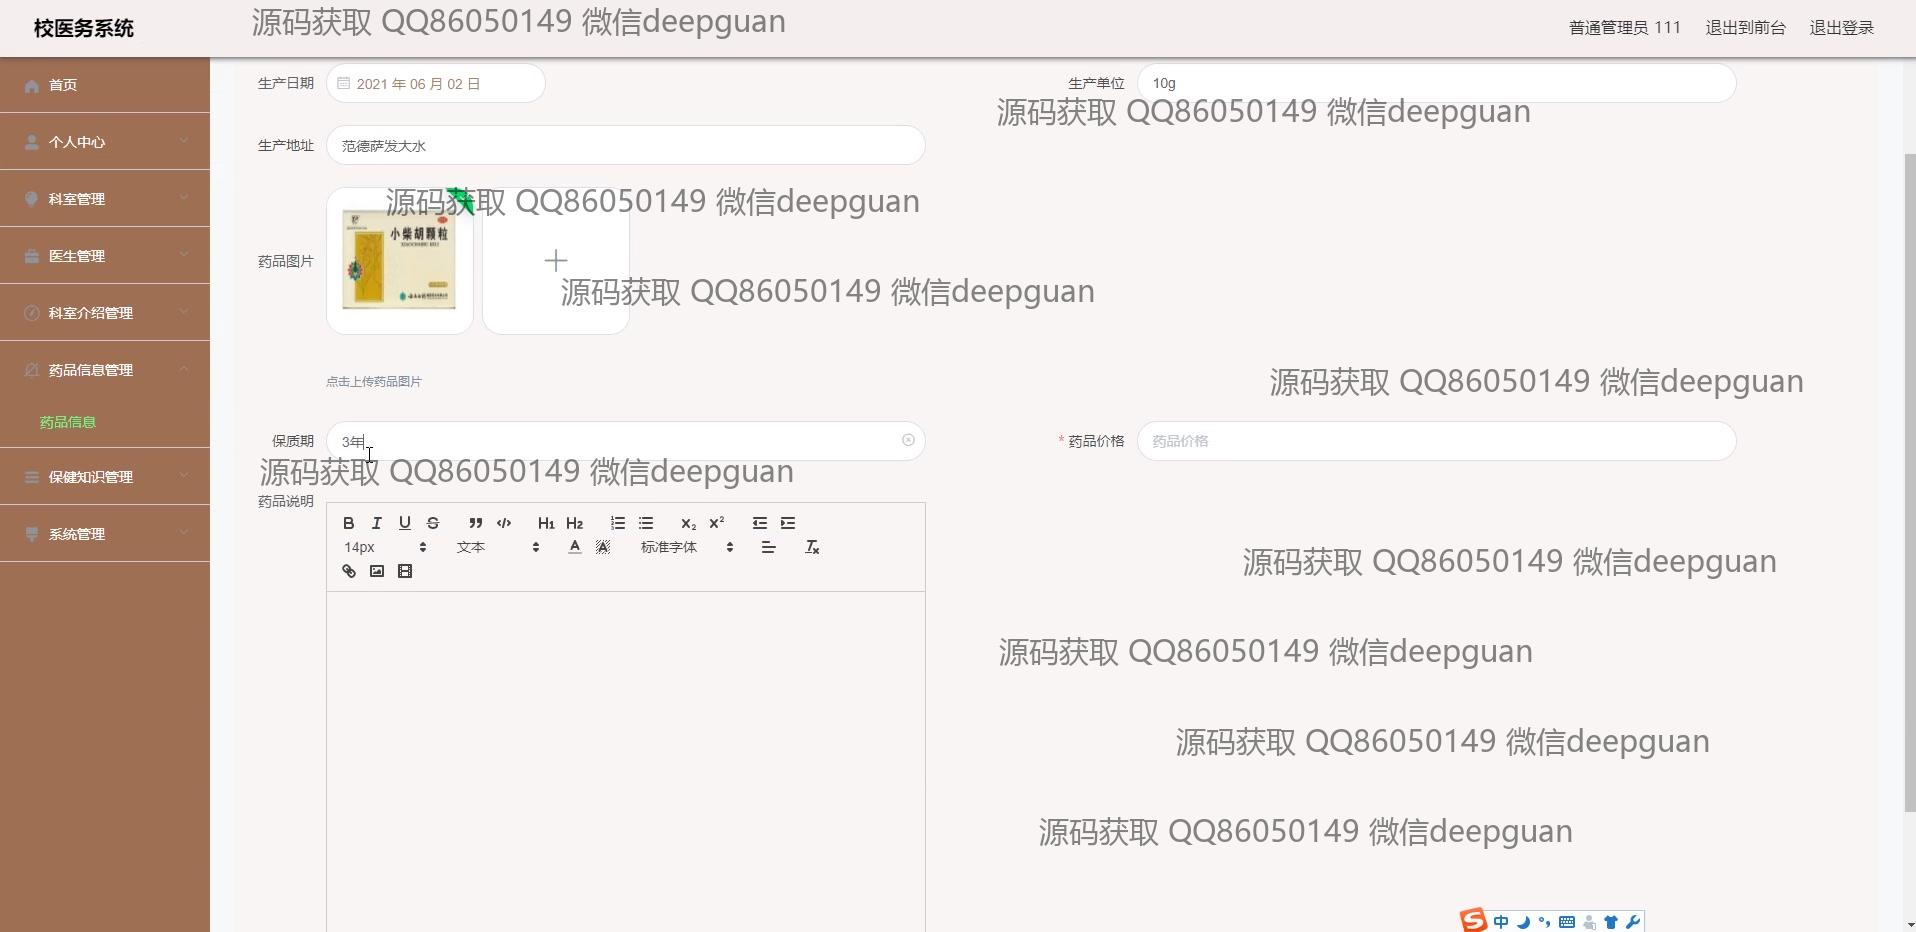 校医务系统
源码获取 QQ86050149 微信deepguan
普通管理员 111
退出到前台
退出登录
首页
个人中心
科室管理
医生管理
科室介绍管理
药品信息管理
药品信息
保健知识管理
系统管理
生产日期
2021 年 06 月 02 日
生产单位
10g
源码获取 QQ86050149 微信deepguan
生产地址
范德萨发大水
源码获取 QQ86050149 微信deepguan
药品图片
小柴胡颗粒
源码获取 QQ86050149 微信deepguan
点击上传药品图片
源码获取 QQ86050149 微信deepguan
保质期
3年
* 药品价格
药品价格
源码获取 QQ86050149 微信deepguan
药品说明
B I U S H1 H2 X2 X2
14px
文本
A A
标准字体
源码获取 QQ86050149 微信deepguan
源码获取 QQ86050149 微信deepguan
源码获取 QQ86050149 微信deepguan
源码获取 QQ86050149 微信deepguan
S 中